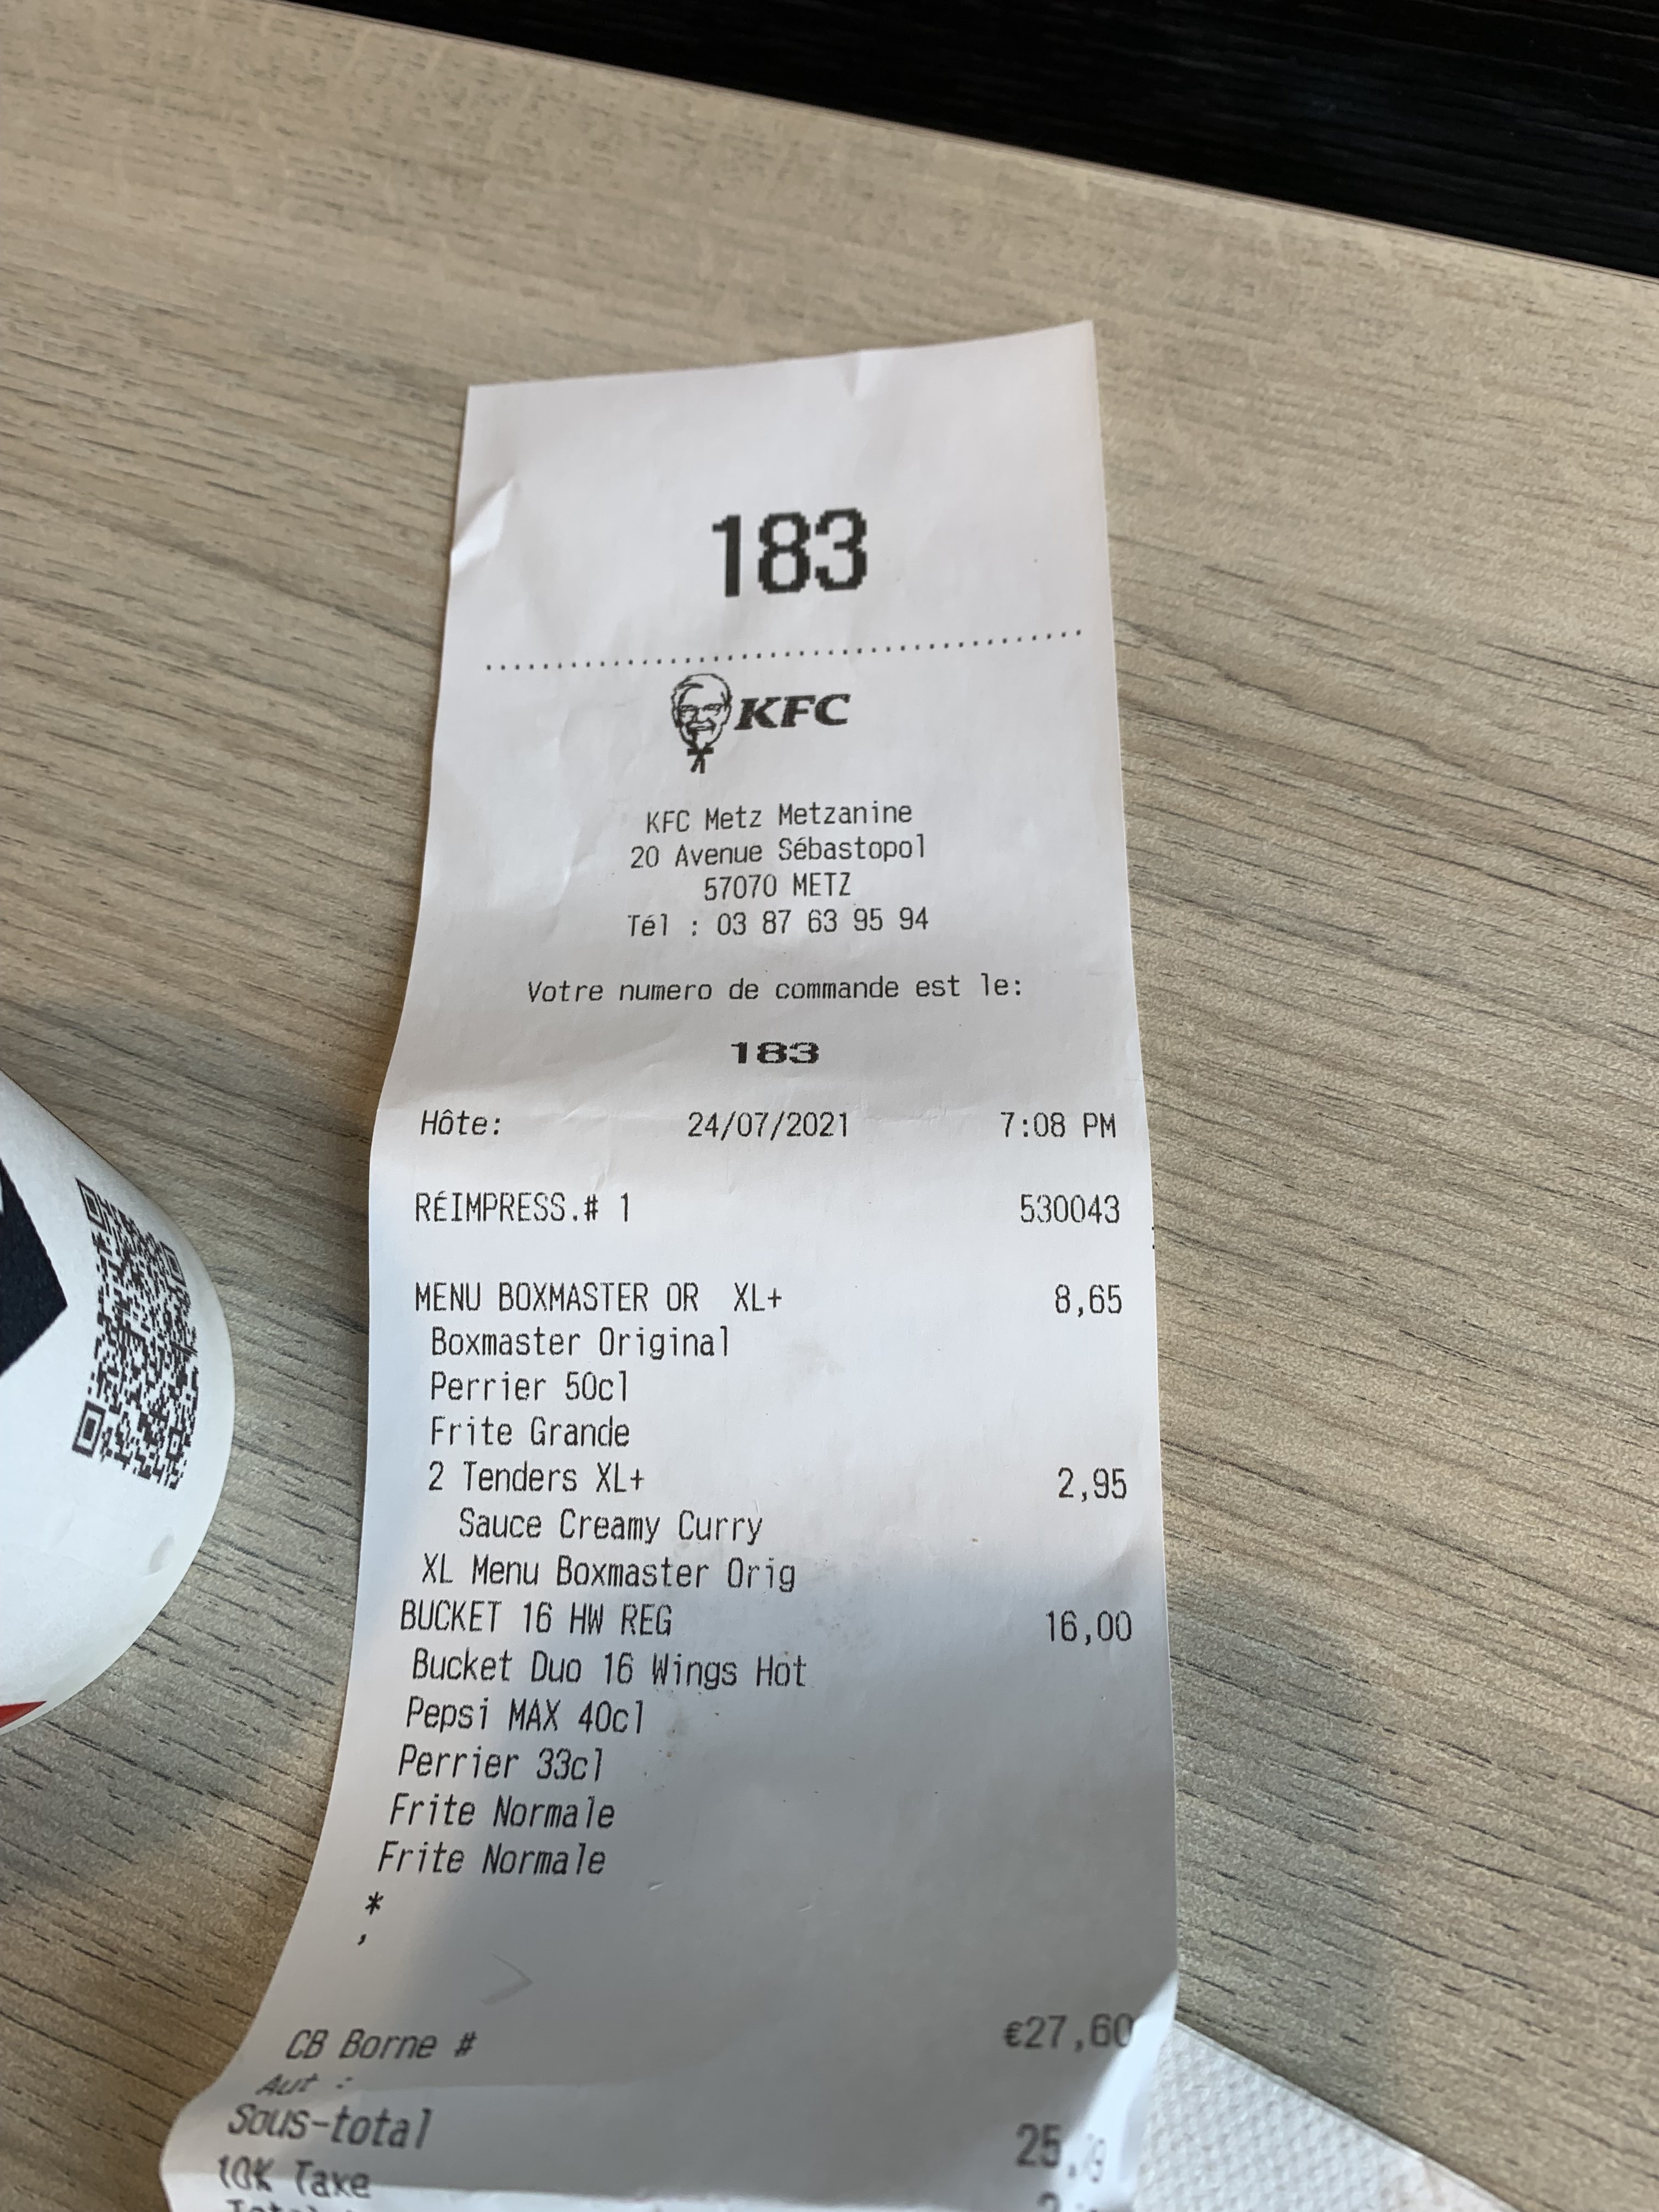 183
KFC
KFC Metz Metzanine
20 Avenue Sébastopol
57070 METZ
Tél : 03 87 63 95 94
Votre numero de commande est le:
183
Hôte: 24/07/2021 7:08 PM
RÉIMPRESS.# 1 530043
MENU BOXMASTER OR XL+ 8,65
Boxmaster Original
Perrier 50cl
Frite Grande
2 Tenders XL+ 2,95
Sauce Creamy Curry
XL Menu Boxmaster Orig
BUCKET 16 HW REG 16,00
Bucket Duo 16 Wings Hot
Pepsi MAX 40cl
Perrier 33cl
Frite Normale
Frite Normale
*
,
CB Borne # €27,60
Aut :
Sous-total
10% Taxe